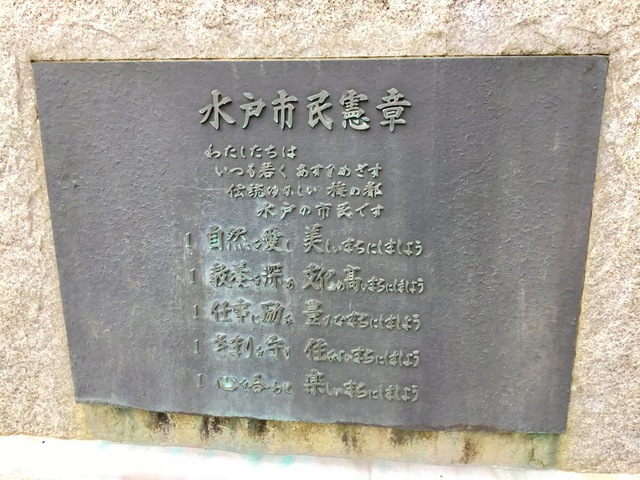 水戸市民憲章
わたしたちは
いつも若く あすをめざす
伝統ゆかしい 梅の都
水戸の市民です
1 自然を愛し 美しいまちにしましよう
1 教養を深め 文化の高いまちにしましよう
1 仕事に励み 豊かなまちにしましよう
1 きまりを守り 住みよいまちにしましよう
1 心を合わせ 楽しいまちにしましよう